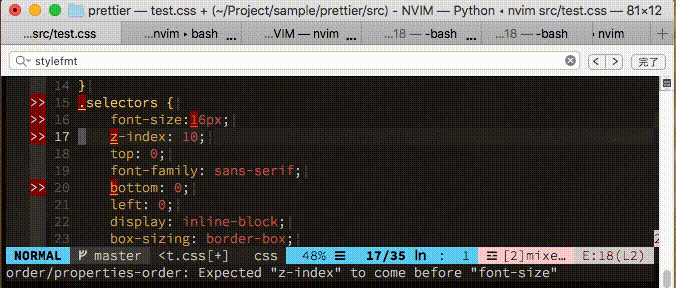 prettier — test.css + (~/Project/sample/prettier/src) - NVIM — Python ‹ nvim src/test.css — 81×12
...src/test.css ...nvim ‹ bash ... ...VIM — nvim ... ...18 — -bash ... ...18 — -bash ‹ nvim +
stylefmt < > 完了
14 }
>> 15 .selectors {
>> 16 font-size:16px;
>> 17 z-index: 10;
18 top: 0;
19 font-family: sans-serif;
>> 20 bottom: 0;
21 left: 0;
22 display: inline-block;
23 box-sizing: border-box;
NORMAL master <t.css[+] css 48% ☰ 17/35 ln : 1 ☲ [2]mixe… E:18(L2)
order/properties-order: Expected "z-index" to come before "font-size"